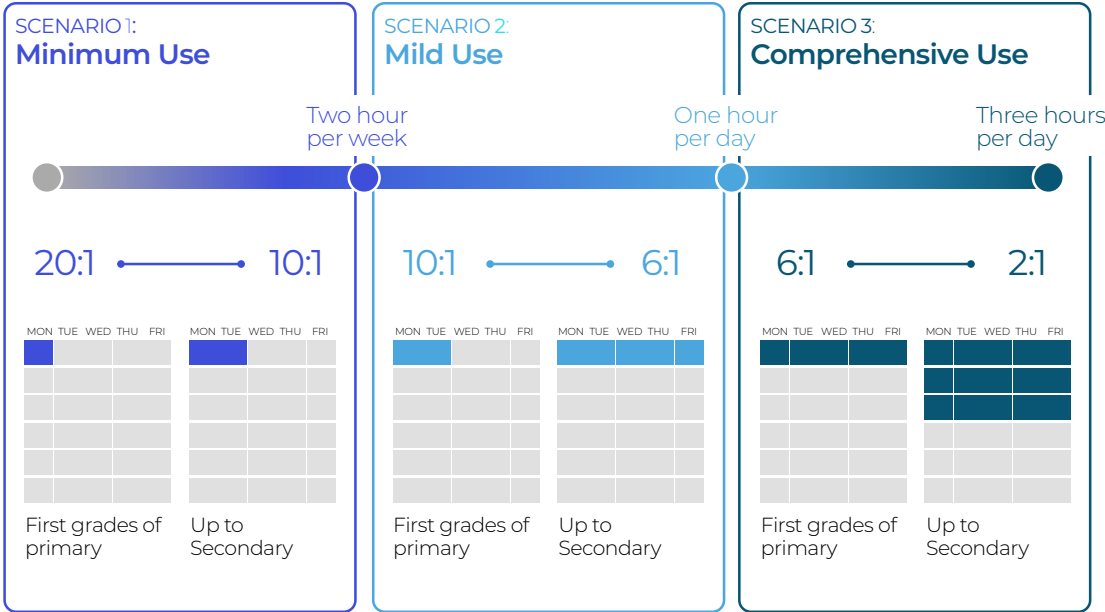 SCENARIO 1:
Minimum Use
Two hour
per week
20:1
10:1
MON TUE WED THU FRI
MON TUE WED THU FRI
First grades of
primary
Up to
Secondary
SCENARIO 2:
Mild Use
One hour
per day
10:1
6:1
MON TUE WED THU FRI
MON TUE WED THU FRI
First grades of
primary
Up to
Secondary
SCENARIO 3:
Comprehensive Use
Three hours
per day
6:1
2:1
MON TUE WED THU FRI
MON TUE WED THU FRI
First grades of
primary
Up to
Secondary